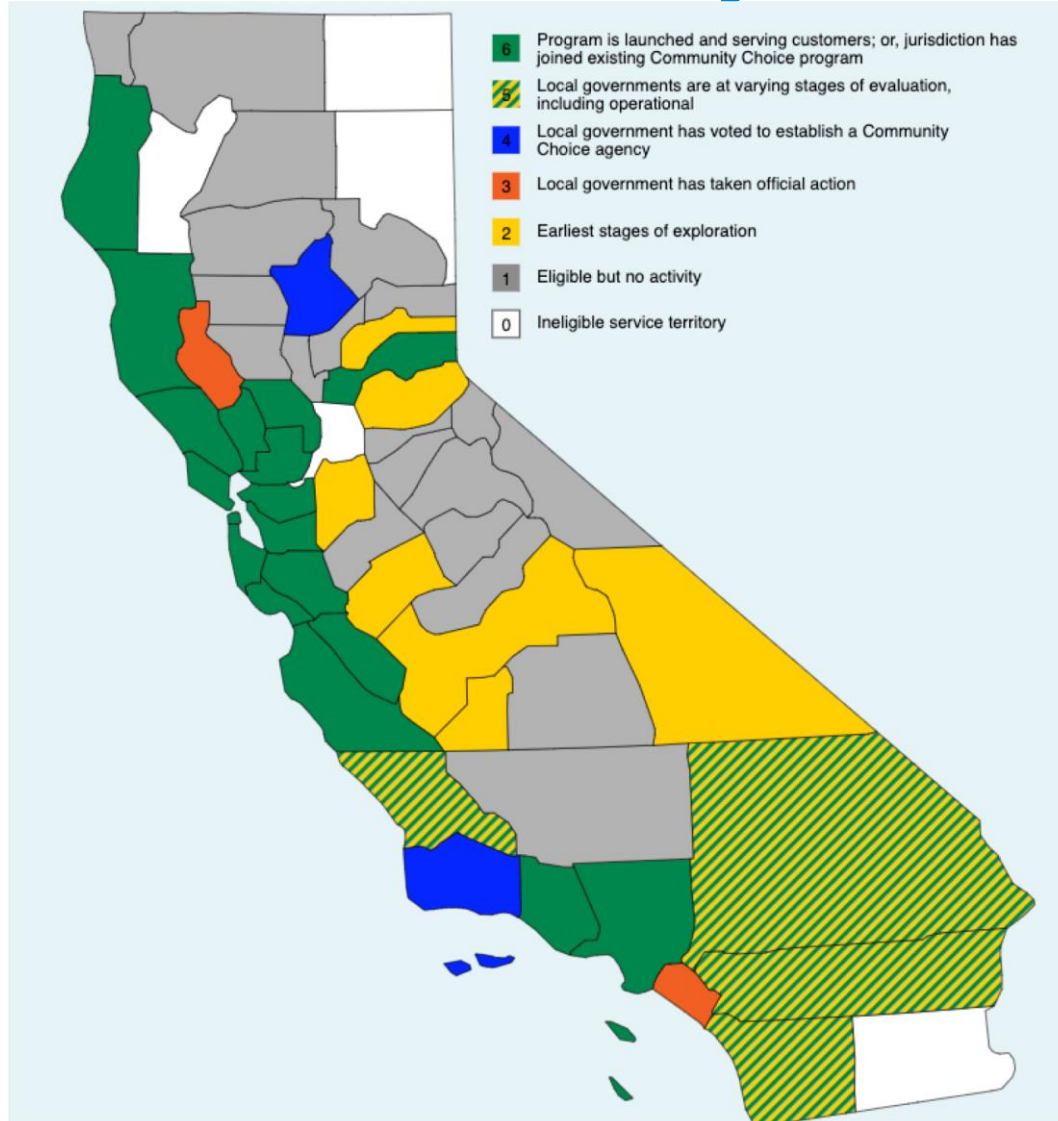 6 Program is launched and serving customers; or, jurisdiction has
joined existing Community Choice program
5 Local governments are at varying stages of evaluation,
including operational
4 Local government has voted to establish a Community
Choice agency
3 Local government has taken official action
2 Earliest stages of exploration
1 Eligible but no activity
0 Ineligible service territory